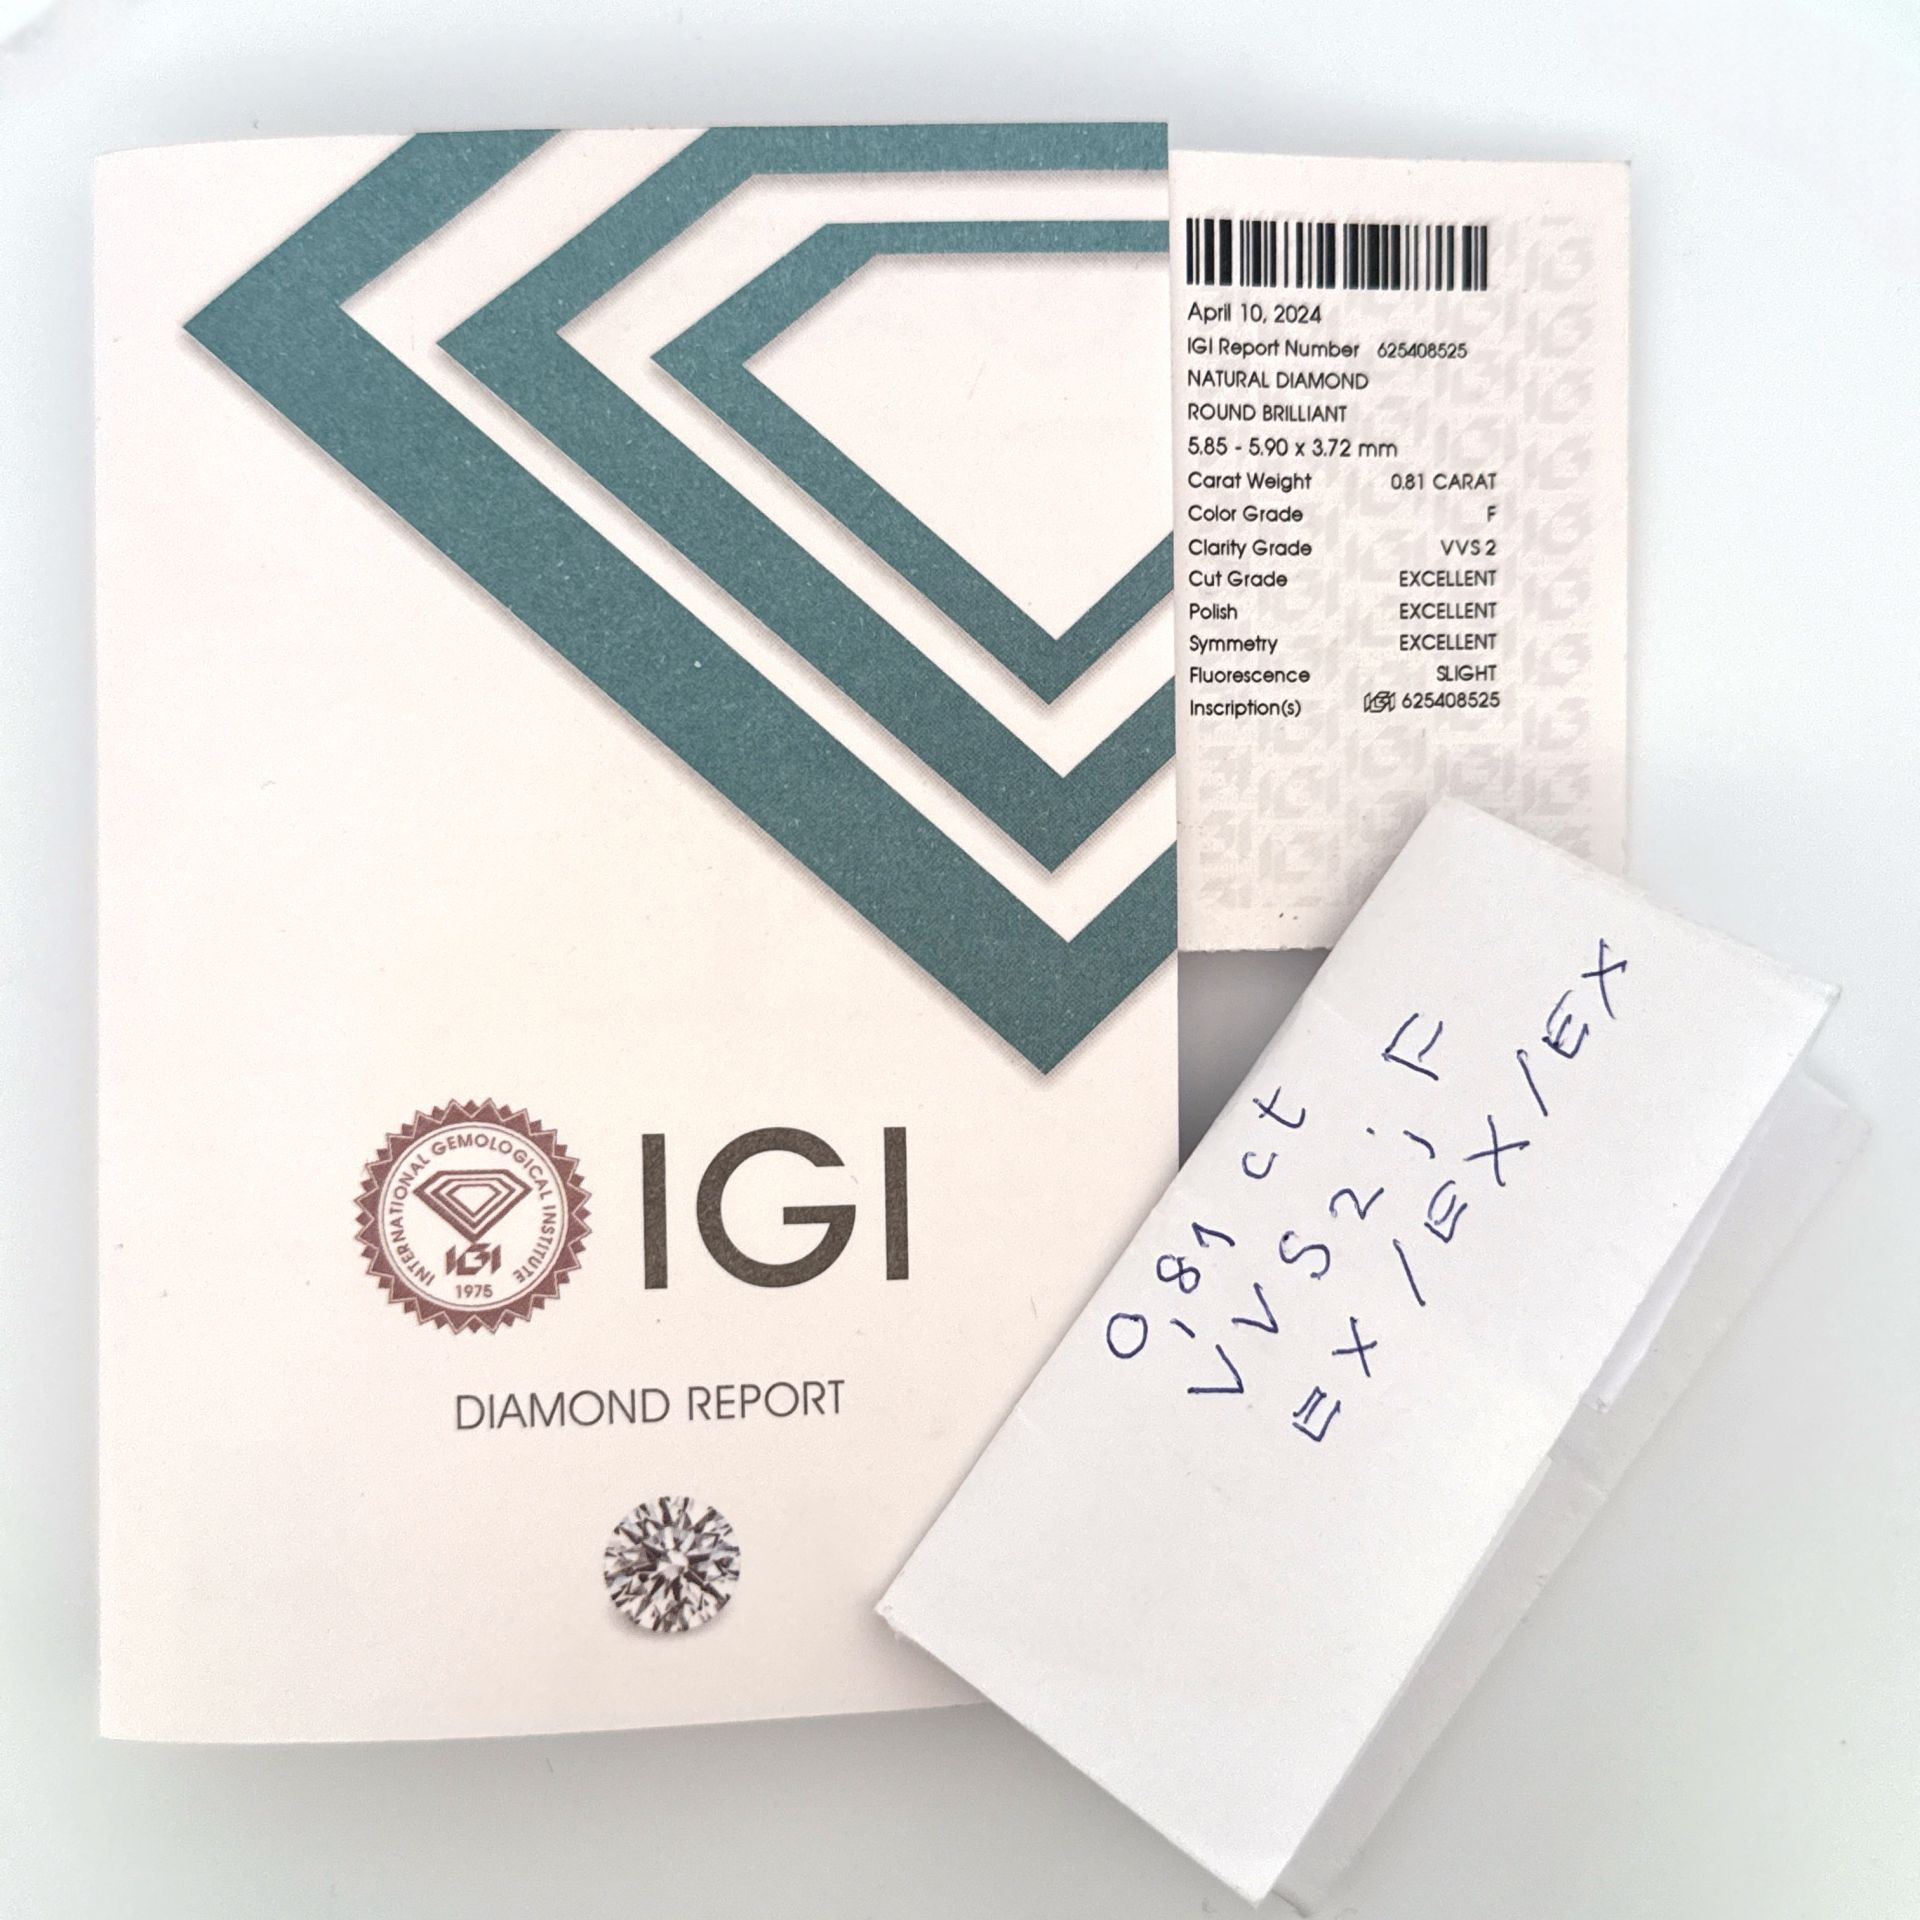 April 10, 2024
IGI Report Number 625408525
NATURAL DIAMOND
ROUND BRILLIANT
5.85 - 5.90 x 3.72 mm
Carat Weight 0.81 CARAT
Color Grade F
Clarity Grade VVS 2
Cut Grade EXCELLENT
Polish EXCELLENT
Symmetry EXCELLENT
Fluorescence SLIGHT
Inscription(s) IGI 625408525
INTERNATIONAL GEMOLOGICAL INSTITUTE
IGI
1975
IGI
DIAMOND REPORT
0,81 ct
VVS2; F
EX/EX/EX